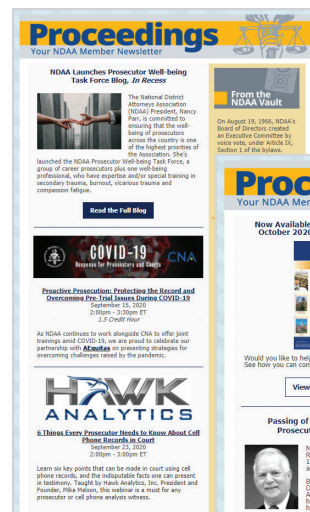 Proceedings
Your NDAA Member Newsletter
NDAA Launches Prosecutor Well-being
Task Force Blog, In Recess
The National District
Attorneys Association
(NDAA) President, Nancy
Parr, is committed to
ensuring that the well-
being of prosecutors
across the country is one
of the highest priorities of
the Association. She's
launched the NDAA Prosecutor Well-being Task Force, a
group of career prosecutors plus one well-being
professional, who have expertise and/or special training in
secondary trauma, burnout, vicarious trauma and
compassion fatigue.
Read the Full Blog
COVID-19
Response for Prosecutors and Courts
CNA
Proactive Prosecution: Protecting the Record and
Overcoming Pre-Trial Issues During COVID-19
September 15, 2020
2:00pm - 3:30pm ET
1.5 Credit Hour
As NDAA continues to work alongside CNA to offer joint
trainings amid COVID-19, we are proud to celebrate our
partnership with AEquitas on presenting strategies for
overcoming challenges raised by the pandemic.
HAWK
ANALYTICS
6 Things Every Prosecutor Needs to Know About Cell
Phone Records in Court
September 23, 2020
2:00pm - 3:00pm ET
Learn six key points that can be made in court using cell
phone records, and the indisputable facts one can present
in testimony. Taught by Hawk Analytics, Inc. President and
Founder, Mike Melson, this webinar is a must for any
prosecutor or cell phone analysis witness.
From the
NDAA Vault
On August 19, 1966, NDAA's
Board of Directors created
an Executive Committee by
voice vote, under Article IX,
Section 1 of the bylaws.
Proc
Your NDAA Mem
Now Available
October 2020
Would you like to help
See how you can con
View
Passing of
Prosecut